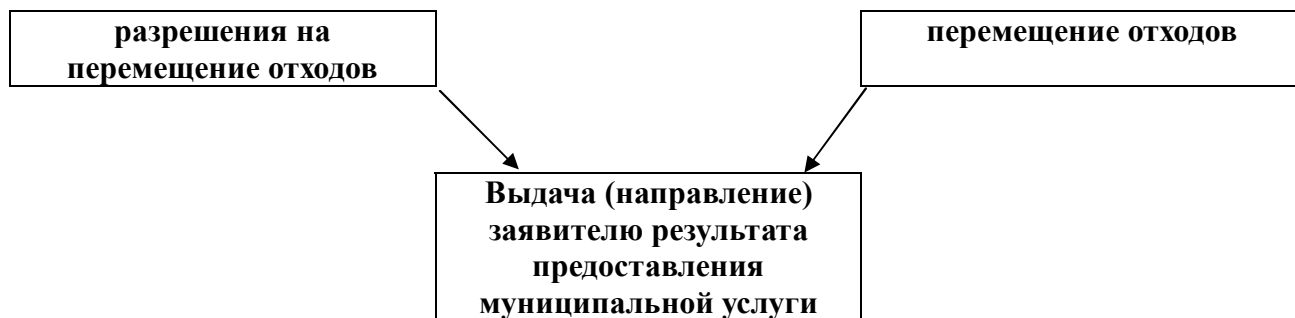 разрешения на
перемещение отходов
перемещение отходов
Выдача (направление)
заявителю результата
предоставления
муниципальной услуги